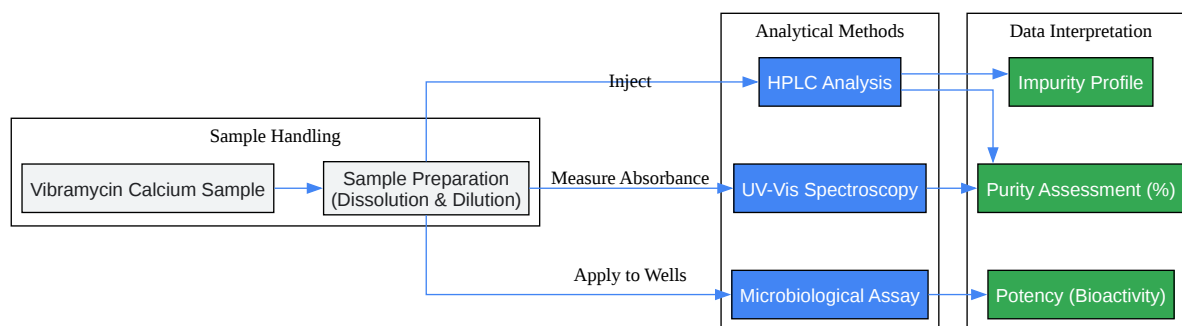 Analytical Methods
Data Interpretation
Inject
HPLC Analysis
Impurity Profile
Sample Handling
Vibramycin Calcium Sample
Sample Preparation
(Dissolution & Dilution)
Measure Absorbance
UV-Vis Spectroscopy
Purity Assessment (%)
Apply to Wells
Microbiological Assay
Potency (Bioactivity)